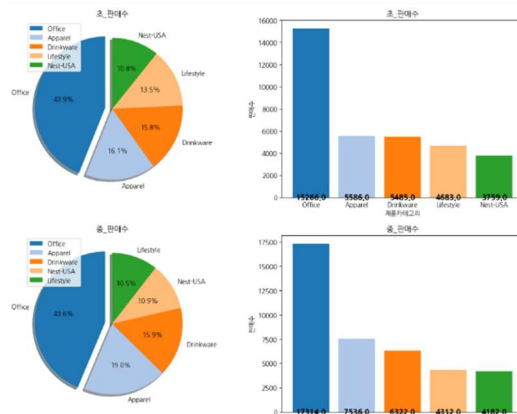 초_판매수
Office
Apparel
Drinkware
Lifestyle
Nest-USA
Nest-USA
10.8%
Lifestyle
13.5%
Office
43.9%
15.8%
Drinkware
16.1%
Apparel
초_판매수
16000
14000
12000
10000
8000
6000
4000
2000
0
판매수
15266.0
5586.0
5485.0
4683.0
3759.0
Office
Apparel
Drinkware
Lifestyle
Nest-USA
제품카테고리
중_판매수
Office
Apparel
Drinkware
Nest-USA
Lifestyle
Lifestyle
10.5%
Nest-USA
10.9%
Office
43.6%
15.9%
Drinkware
19.0%
Apparel
중_판매수
17500
15000
12500
10000
7500
5000
2500
0
판매수
17314.0
7536.0
6322.0
4312.0
4182.0